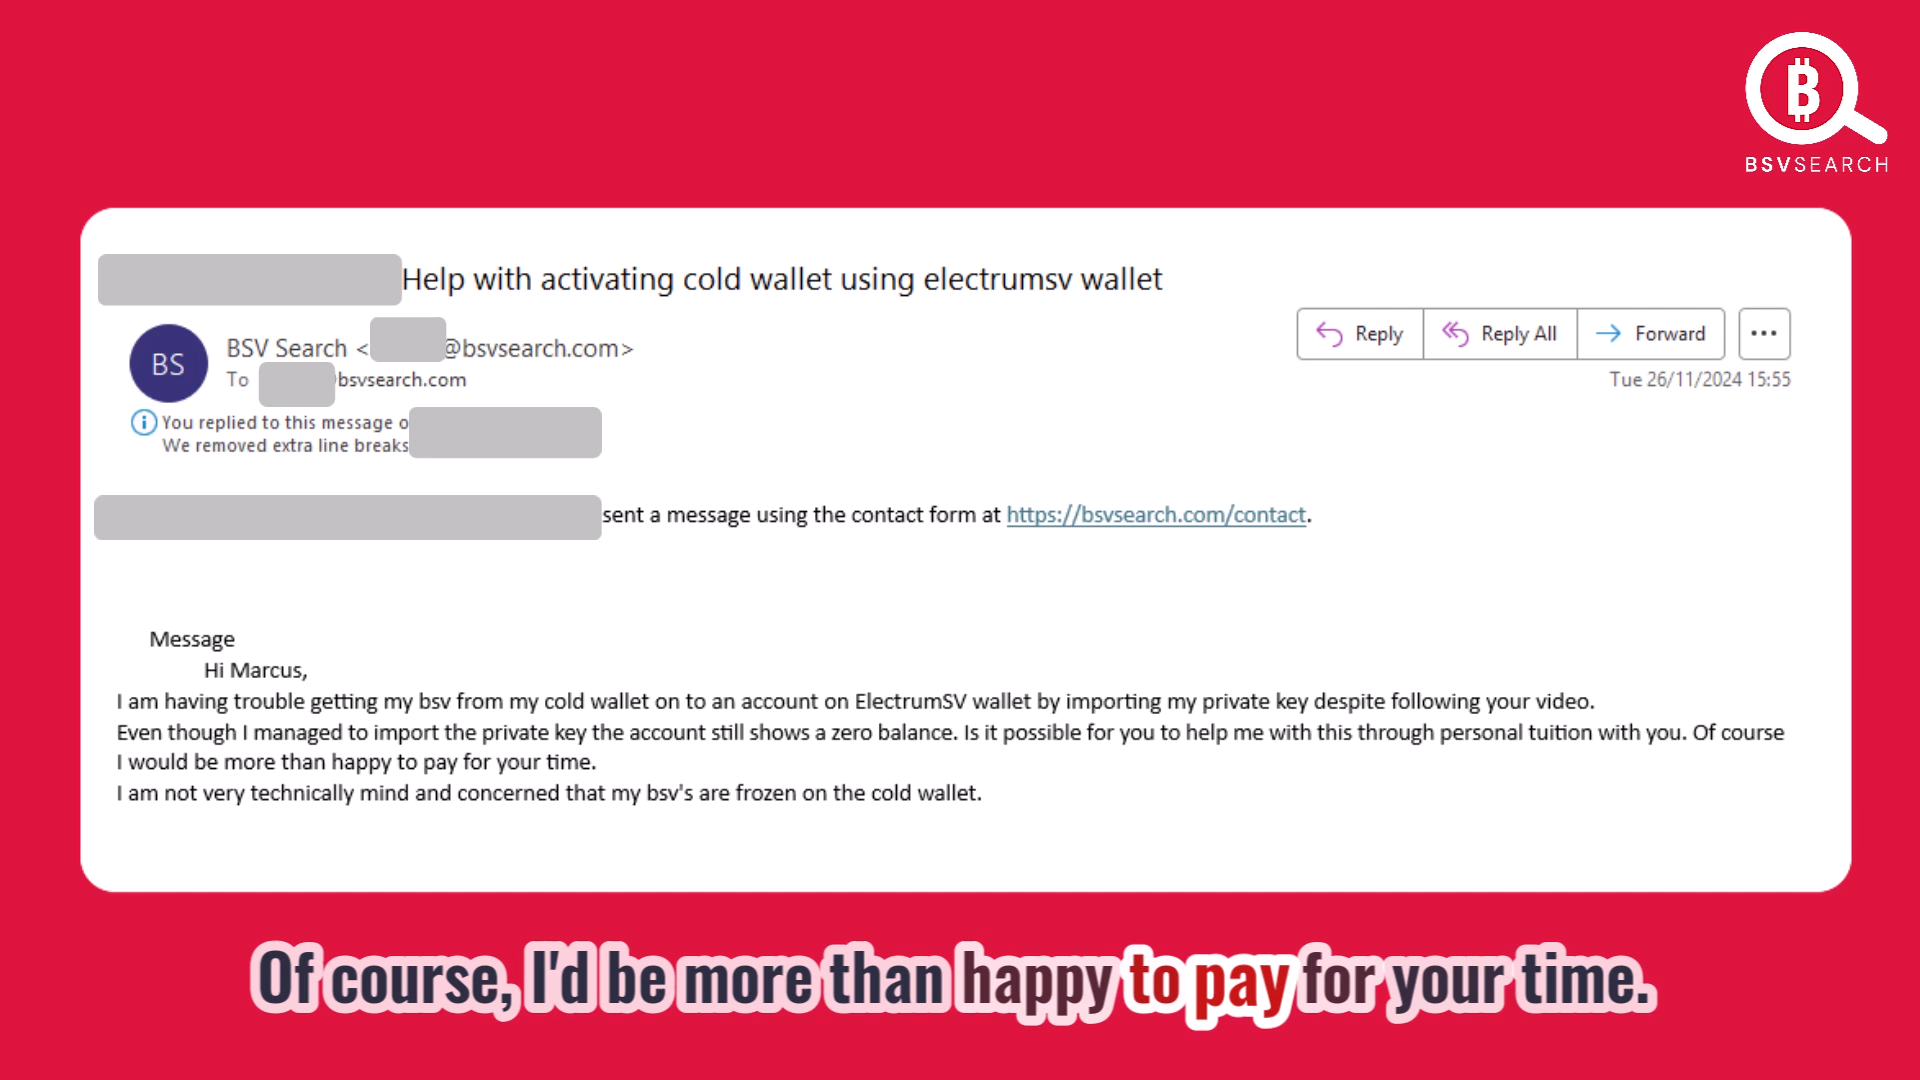 BSVSEARCH
Help with activating cold wallet using electrumsv wallet
BS
BSV Search < @bsvsearch.com>
To bsvsearch.com
Reply
Reply All
Forward
Tue 26/11/2024 15:55
You replied to this message o
We removed extra line breaks
sent a message using the contact form at https://bsvsearch.com/contact.
Message
Hi Marcus,
I am having trouble getting my bsv from my cold wallet on to an account on ElectrumSV wallet by importing my private key despite following your video.
Even though I managed to import the private key the account still shows a zero balance. Is it possible for you to help me with this through personal tuition with you. Of course
I would be more than happy to pay for your time.
I am not very technically mind and concerned that my bsv's are frozen on the cold wallet.
Of course, I'd be more than happy to pay for your time.